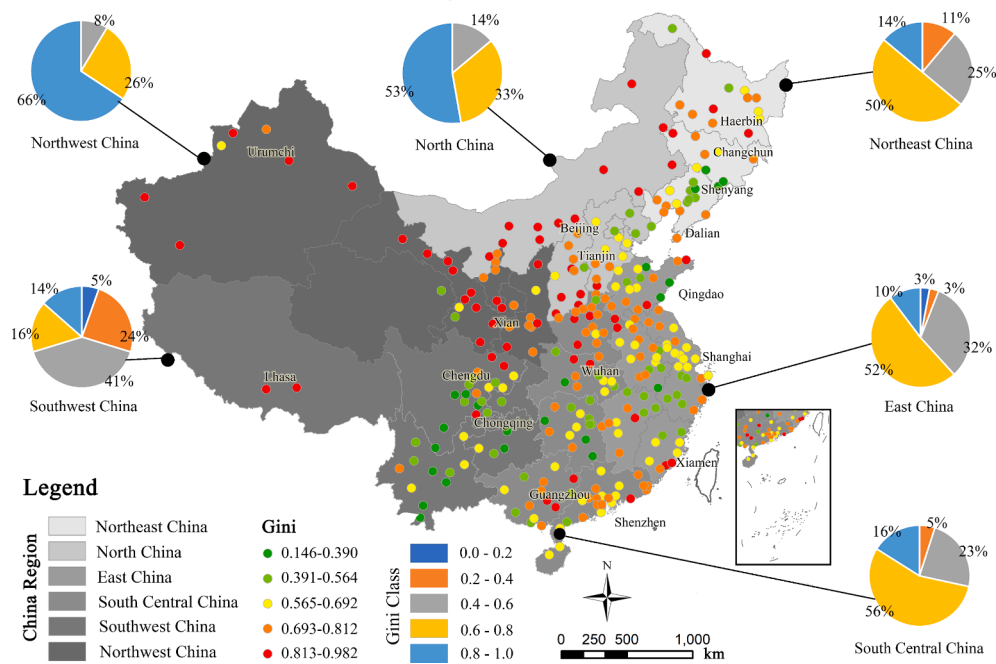 8%
26%
66%
Northwest China
14%
33%
53%
North China
14%
11%
25%
50%
Northeast China
Haerbin
Changchun
Urumchi
Shenyang
Beijing
Dalian
Tianjin
Qingdao
5%
14%
16%
24%
41%
Southwest China
Xian
Shanghai
Chengdu
Wuhan
Lhasa
Chongqing
3%
3%
10%
32%
52%
East China
Xiamen
Guangzhou
Shenzhen
Legend
China Region
Northeast China
North China
East China
South Central China
Southwest China
Northwest China
Gini
0.146-0.390
0.391-0.564
0.565-0.692
0.693-0.812
0.813-0.982
Gini Class
0.0 - 0.2
0.2 - 0.4
0.4 - 0.6
0.6 - 0.8
0.8 - 1.0
N
0 250 500 1,000
km
5%
16%
23%
56%
South Central China